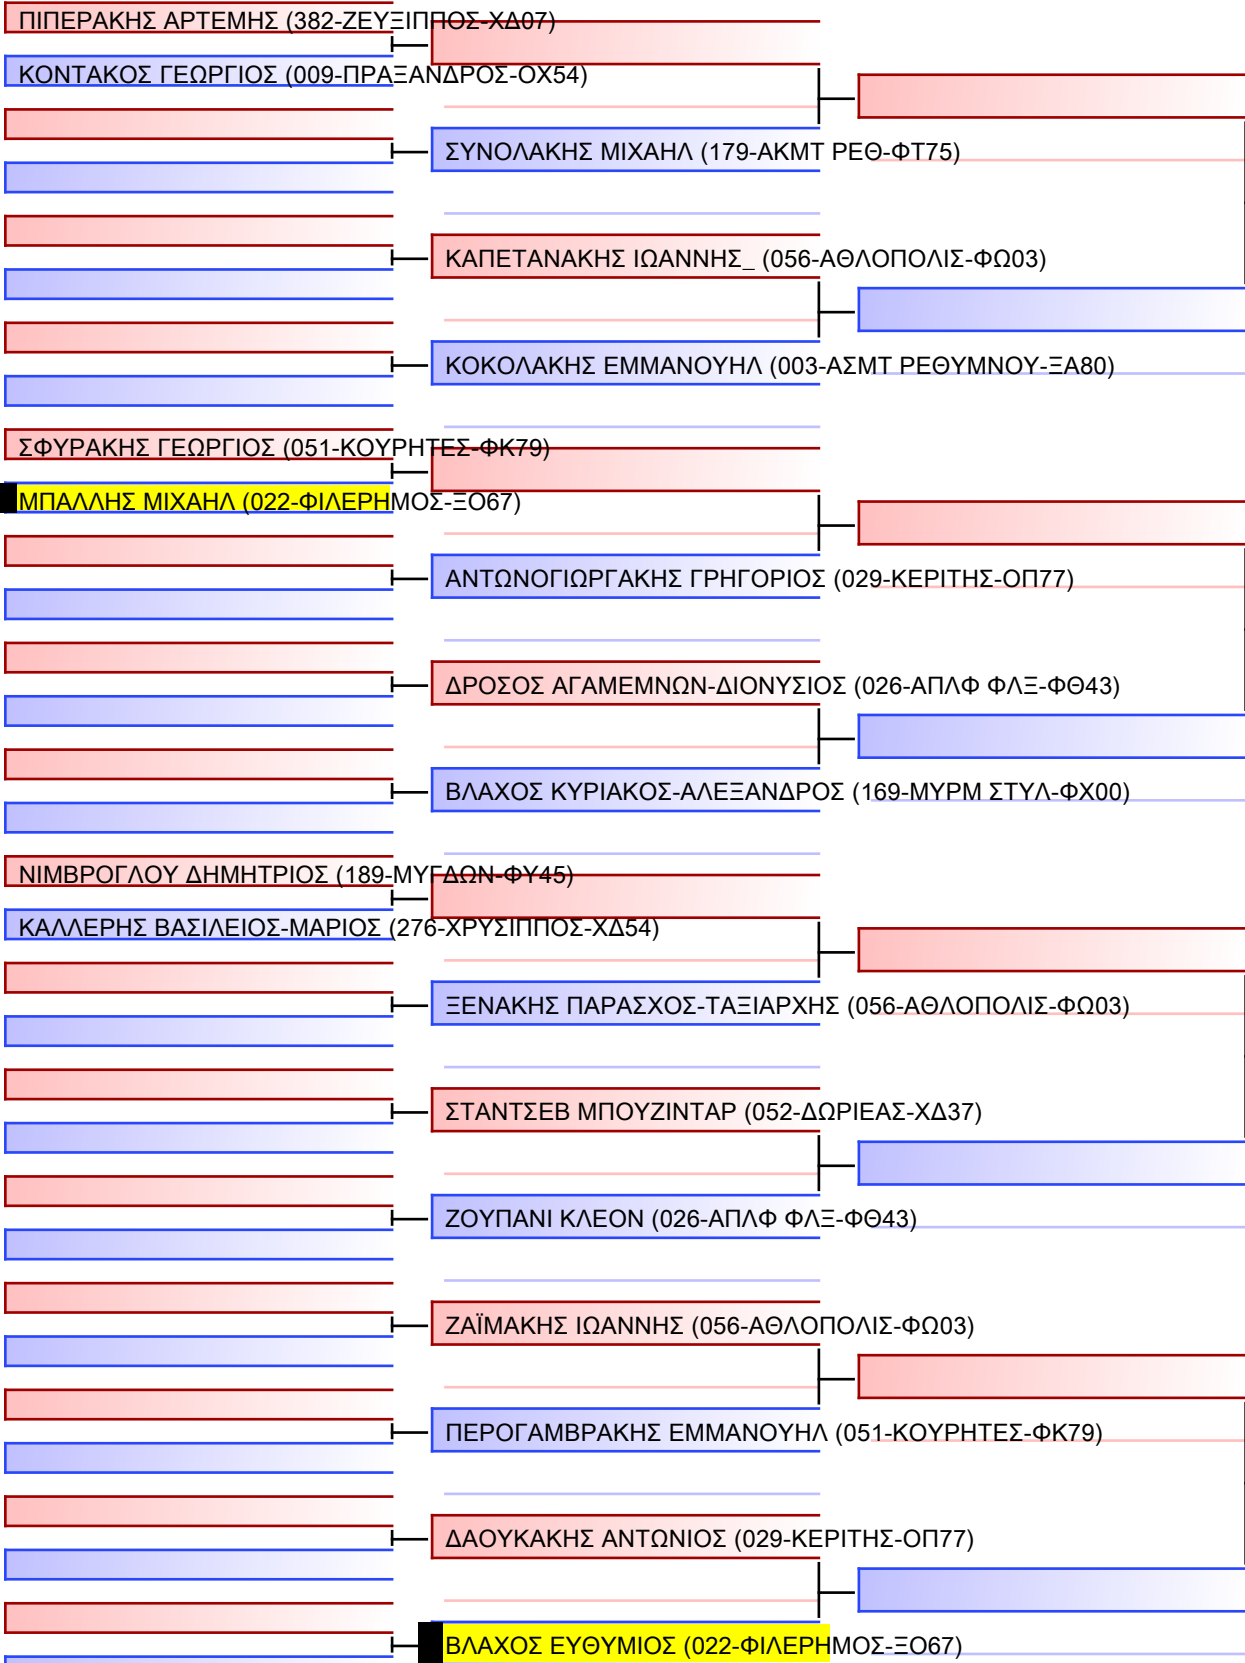 ΠΙΠΕΡΑΚΗΣ ΑΡΤΕΜΗΣ (382-ΖΕΥΞΙΠΠΟΣ-ΧΔ07)
ΚΟΝΤΑΚΟΣ ΓΕΩΡΓΙΟΣ (009-ΠΡΑΞΑΝΔΡΟΣ-ΟΧ54)
ΣΥΝΟΛΑΚΗΣ ΜΙΧΑΗΛ (179-ΑΚΜΤ ΡΕΘ-ΦΤ75)
ΚΑΠΕΤΑΝΑΚΗΣ ΙΩΑΝΝΗΣ_ (056-ΑΘΛΟΠΟΛΙΣ-ΦΩ03)
ΚΟΚΟΛΑΚΗΣ ΕΜΜΑΝΟΥΗΛ (003-ΑΣΜΤ ΡΕΘΥΜΝΟΥ-ΞΑ80)
ΣΦΥΡΑΚΗΣ ΓΕΩΡΓΙΟΣ (051-ΚΟΥΡΗΤΕΣ-ΦΚ79)
ΜΠΑΛΛΗΣ ΜΙΧΑΗΛ (022-ΦΙΛΕΡΗΜΟΣ-ΞΟ67)
ΑΝΤΩΝΟΓΙΩΡΓΑΚΗΣ ΓΡΗΓΟΡΙΟΣ (029-ΚΕΡΙΤΗΣ-ΟΠ77)
ΔΡΟΣΟΣ ΑΓΑΜΕΜΝΩΝ-ΔΙΟΝΥΣΙΟΣ (026-ΑΠΛΦ ΦΛΞ-ΦΘ43)
ΒΛΑΧΟΣ ΚΥΡΙΑΚΟΣ-ΑΛΕΞΑΝΔΡΟΣ (169-ΜΥΡΜ ΣΤΥΛ-ΦΧ00)
ΝΙΜΒΡΟΓΛΟΥ ΔΗΜΗΤΡΙΟΣ (189-ΜΥΓΔΩΝ-ΦΥ45)
ΚΑΛΛΕΡΗΣ ΒΑΣΙΛΕΙΟΣ-ΜΑΡΙΟΣ (276-ΧΡΥΣΙΠΠΟΣ-ΧΔ54)
ΞΕΝΑΚΗΣ ΠΑΡΑΣΧΟΣ-ΤΑΞΙΑΡΧΗΣ (056-ΑΘΛΟΠΟΛΙΣ-ΦΩ03)
ΣΤΑΝΤΣΕΒ ΜΠΟΥΖΙΝΤΑΡ (052-ΔΩΡΙΕΑΣ-ΧΔ37)
ΖΟΥΠΑΝΙ ΚΛΕΟΝ (026-ΑΠΛΦ ΦΛΞ-ΦΘ43)
ΖΑΪΜΑΚΗΣ ΙΩΑΝΝΗΣ (056-ΑΘΛΟΠΟΛΙΣ-ΦΩ03)
ΠΕΡΟΓΑΜΒΡΑΚΗΣ ΕΜΜΑΝΟΥΗΛ (051-ΚΟΥΡΗΤΕΣ-ΦΚ79)
ΔΑΟΥΚΑΚΗΣ ΑΝΤΩΝΙΟΣ (029-ΚΕΡΙΤΗΣ-ΟΠ77)
ΒΛΑΧΟΣ ΕΥΘΥΜΙΟΣ (022-ΦΙΛΕΡΗΜΟΣ-ΞΟ67)